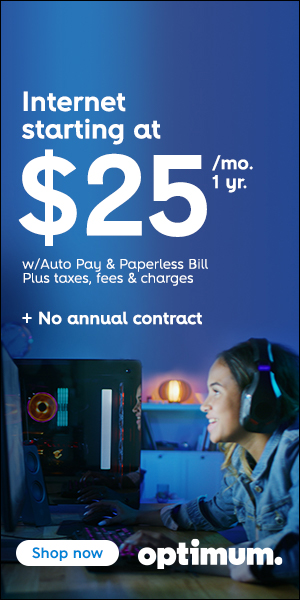 Internet
starting at
$25 /mo.
1 yr.
w/Auto Pay & Paperless Bill
Plus taxes, fees & charges
+ No annual contract
Shop now
optimum.